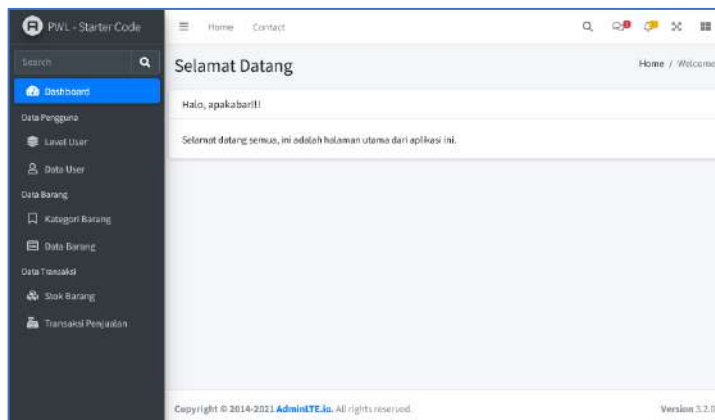 PWL - Starter Code
Home Contact
Search
Selamat Datang
Home / Welcome
Dashboard
Halo, apakabar!!!
Data Pengguna
Level User
Selamat datang semua, ini adalah halaman utama dari aplikasi ini.
Data User
Data Barang
Kategori Barang
Data Barang
Data Transaksi
Stok Barang
Transaksi Penjualan
Copyright © 2014-2021 AdminLTE.io. All rights reserved.
Version 3.2.0